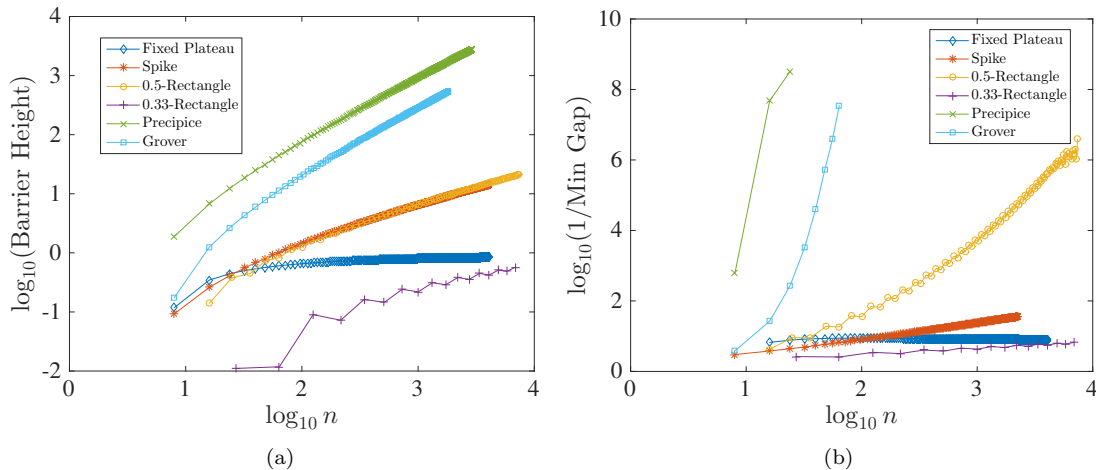 log10(Barrier Height)
4
3
2
1
0
-1
-2
Fixed Plateau
Spike
0.5-Rectangle
0.33-Rectangle
Precipice
Grover
0 1 2 3 4
log10 n
(a)
log10(1/Min Gap)
10
8
6
4
2
0
Fixed Plateau
Spike
0.5-Rectangle
0.33-Rectangle
Precipice
Grover
0 1 2 3 4
log10 n
(b)